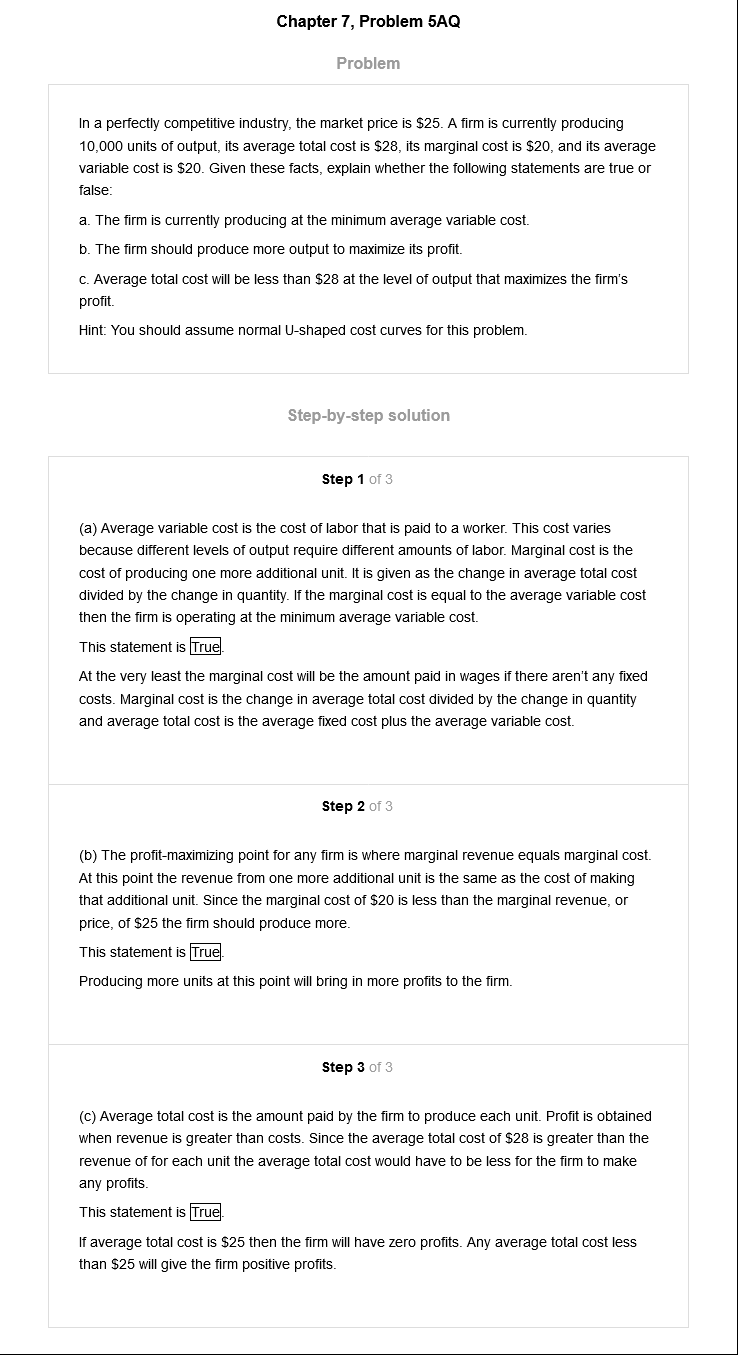 Chapter 7, Problem 5AQ
Problem
In a perfectly competitive industry, the market price is $25. A firm is currently producing
10,000 units of output, its average total cost is $28, its marginal cost is $20, and its average
variable cost is $20. Given these facts, explain whether the following statements are true or
false:
a. The firm is currently producing at the minimum average variable cost.
b. The firm should produce more output to maximize its profit.
c. Average total cost will be less than $28 at the level of output that maximizes the firm's
profit.
Hint: You should assume normal U-shaped cost curves for this problem.
Step-by-step solution
Step 1 of 3
(a) Average variable cost is the cost of labor that is paid to a worker. This cost varies
because different levels of output require different amounts of labor. Marginal cost is the
cost of producing one more additional unit. It is given as the change in average total cost
divided by the change in quantity. If the marginal cost is equal to the average variable cost
then the firm is operating at the minimum average variable cost.
This statement is True.
At the very least the marginal cost will be the amount paid in wages if there aren't any fixed
costs. Marginal cost is the change in average total cost divided by the change in quantity
and average total cost is the average fixed cost plus the average variable cost.
Step 2 of 3
(b) The profit-maximizing point for any firm is where marginal revenue equals marginal cost.
At this point the revenue from one more additional unit is the same as the cost of making
that additional unit. Since the marginal cost of $20 is less than the marginal revenue, or
price, of $25 the firm should produce more.
This statement is True.
Producing more units at this point will bring in more profits to the firm.
Step 3 of 3
(c) Average total cost is the amount paid by the firm to produce each unit. Profit is obtained
when revenue is greater than costs. Since the average total cost of $28 is greater than the
revenue of for each unit the average total cost would have to be less for the firm to make
any profits.
This statement is True.
If average total cost is $25 then the firm will have zero profits. Any average total cost less
than $25 will give the firm positive profits.